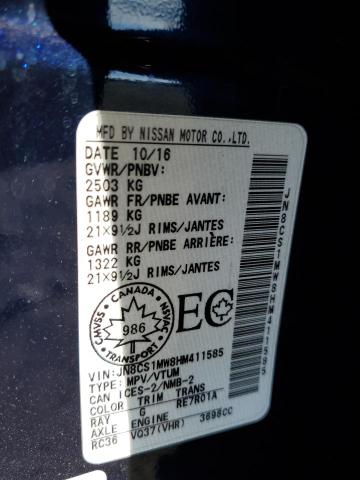 MFD BY NISSAN MOTOR CO.,LTD.
DATE 10/16
GVWR/PNBV:
2503 KG
GAWR FR/PNBE AVANT:
1189 KG
21×9½J RIMS/JANTES
GAWR RR/PNBE ARRIÈRE:
1322 KG
21×9½J RIMS/JANTES
CANADA
CMVSS
NSVAC
986
TRANSPORT
EC
VIN:JN8CS1MW8HM411585
TYPE:MPV/VTUM
ICES-2/NMB-2
COLOR TRIM TRANS
RAY G RE7R01A
AXLE ENGINE 3696CC
RC36 VQ37(VHR)
JN8CS1MW8HM411585